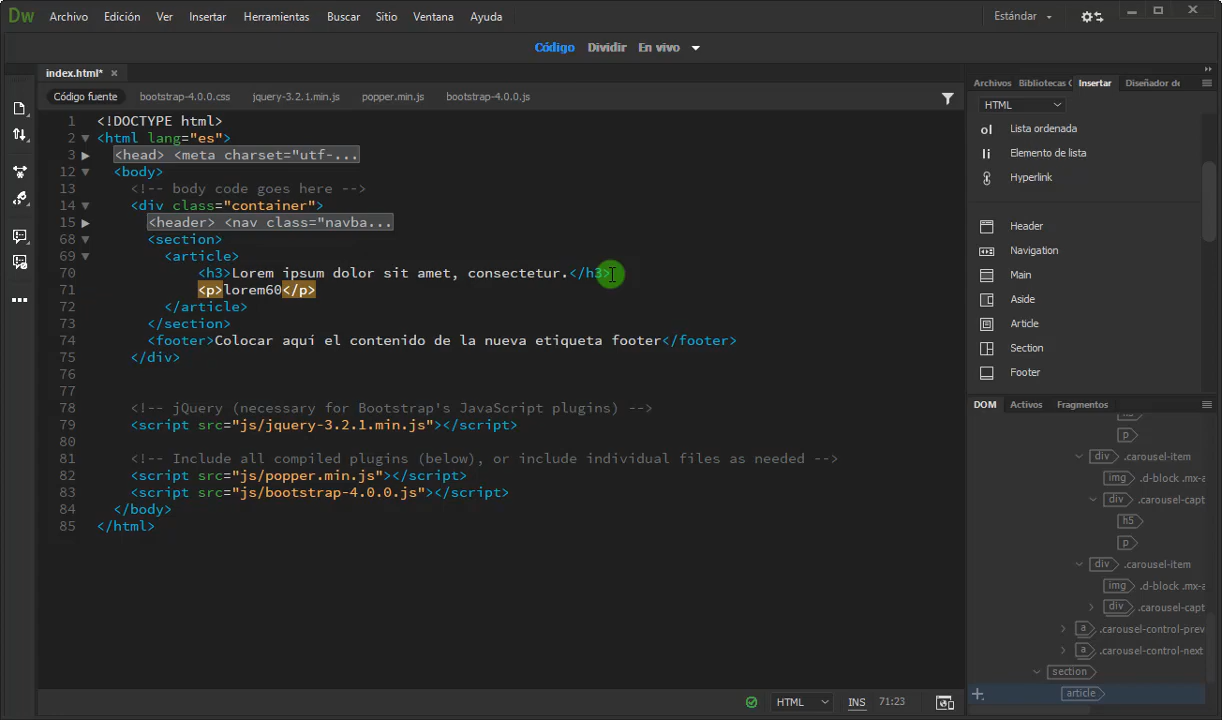 Dw Archivo Edición Ver Insertar Herramientas Buscar Sitio Ventana Ayuda Estándar
Código Dividir En vivo
index.html*
Código fuente bootstrap-4.0.0.css jquery-3.2.1.min.js popper.min.js bootstrap-4.0.0.js
1 <!DOCTYPE html>
2 <html lang="es">
3 <head> <meta charset="utf-...
12 <body>
13 <!-- body code goes here -->
14 <div class="container">
15 <header> <nav class="navba...
68 <section>
69 <article>
70 <h3>Lorem ipsum dolor sit amet, consectetur.</h3>
71 <p>lorem60</p>
72 </article>
73 </section>
74 <footer>Colocar aquí el contenido de la nueva etiqueta footer</footer>
75 </div>
76
77
78 <!-- jQuery (necessary for Bootstrap's JavaScript plugins) -->
79 <script src="js/jquery-3.2.1.min.js"></script>
80
81 <!-- Include all compiled plugins (below), or include individual files as needed -->
82 <script src="js/popper.min.js"></script>
83 <script src="js/bootstrap-4.0.0.js"></script>
84 </body>
85 </html>
HTML INS 71:23
Archivos Bibliotecas C Insertar Diseñador de
HTML
ol Lista ordenada
li Elemento de lista
Hyperlink
Header
Navigation
Main
Aside
Article
Section
Footer
DOM Activos Fragmentos
h5
p
div .carousel-item
img .d-block .mx-a
div .carousel-capt
h5
p
div .carousel-item
img .d-block .mx-a
div .carousel-capt
a .carousel-control-prev
a .carousel-control-next
section
article